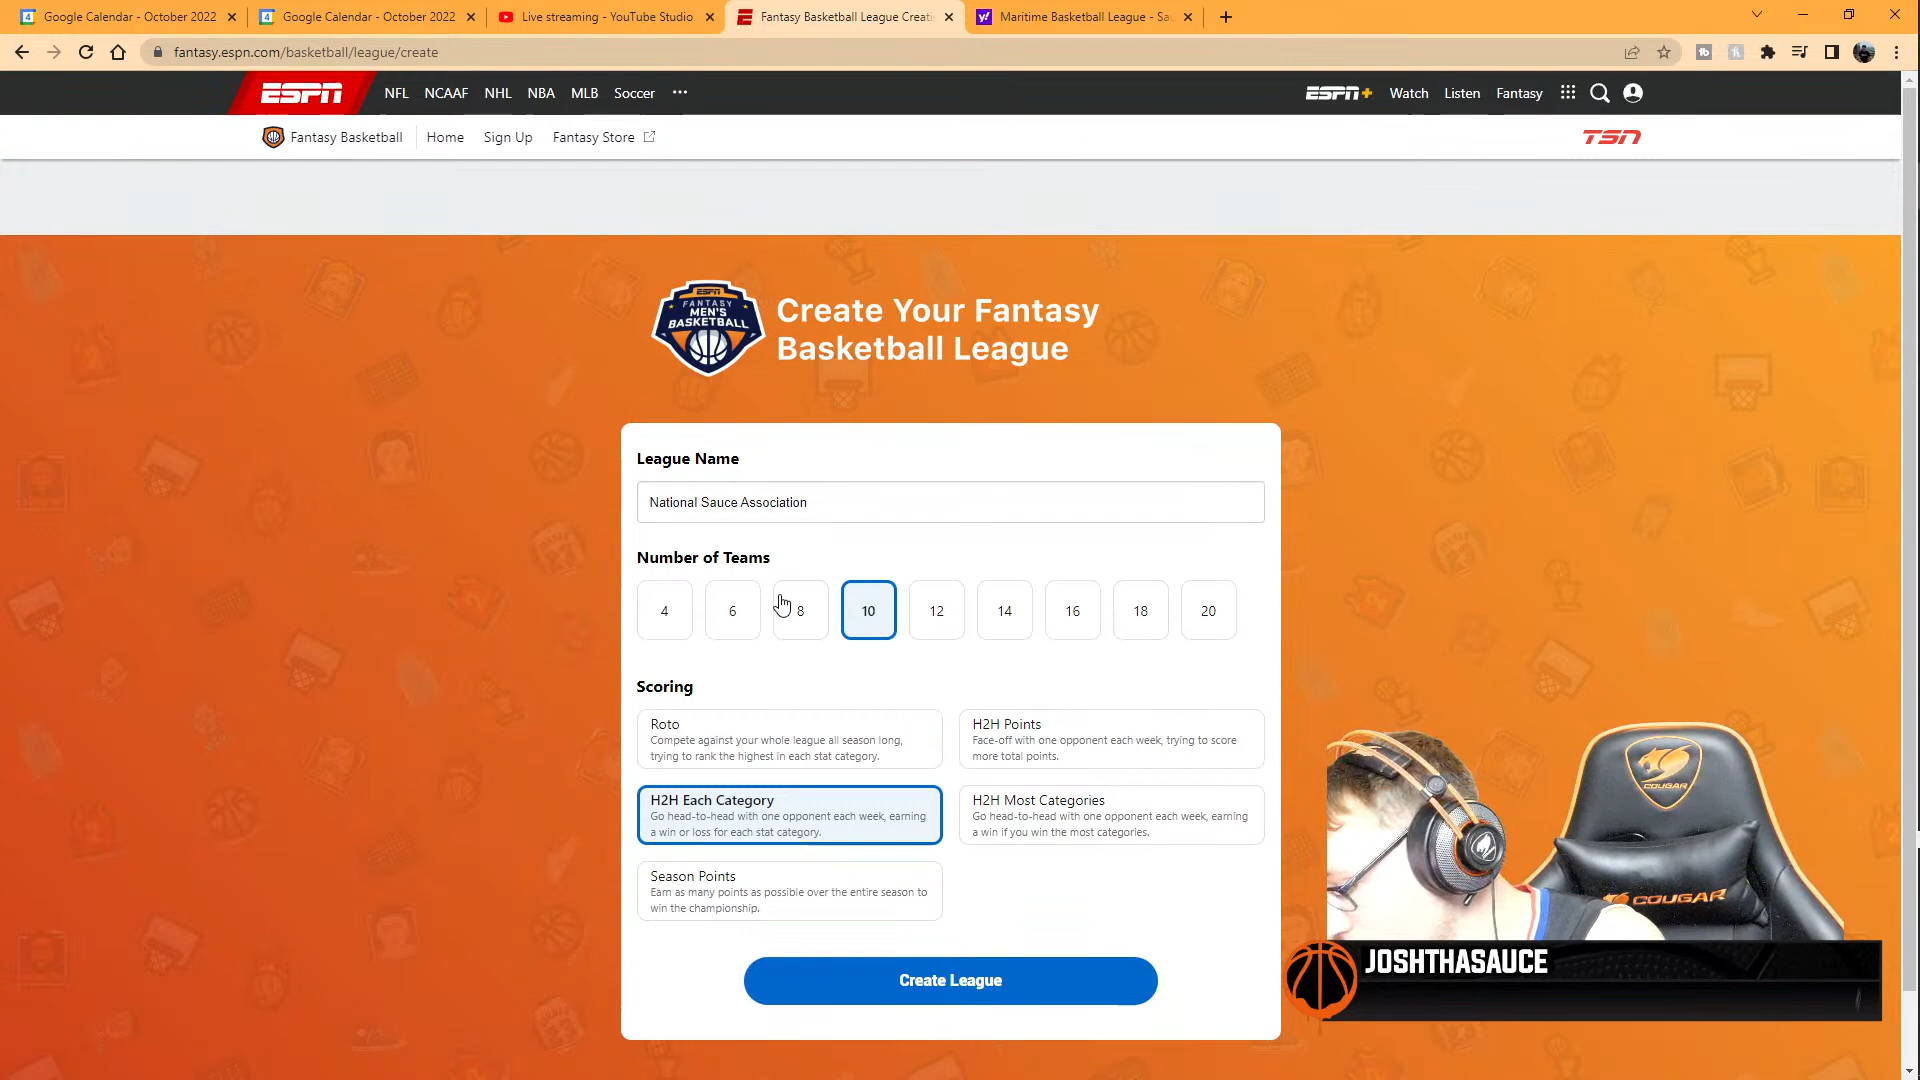 Google Calendar - October 2022
Google Calendar - October 2022
Live streaming - YouTube Studio
Fantasy Basketball League Creati
y!
Maritime Basketball League - Sau
fantasy.espn.com/basketball/league/create
ESPN
NFL
NCAAF
NHL
NBA
MLB
Soccer
ESPN+
Watch
Listen
Fantasy
Fantasy Basketball
Home
Sign Up
Fantasy Store
TSN
ESPN
FANTASY
MEN'S
BASKETBALL
Create Your Fantasy
Basketball League
League Name
National Sauce Association
Number of Teams
4
6
8
10
12
14
16
18
20
Scoring
Roto
Compete against your whole league all season long,
trying to rank the highest in each stat category.
H2H Points
Face-off with one opponent each week, trying to score
more total points.
H2H Each Category
Go head-to-head with one opponent each week, earning
a win or loss for each stat category.
H2H Most Categories
Go head-to-head with one opponent each week, earning
a win if you win the most categories.
Season Points
Earn as many points as possible over the entire season to
win the championship.
Create League
COUGAR
COUGAR
JOSHTHASAUCE